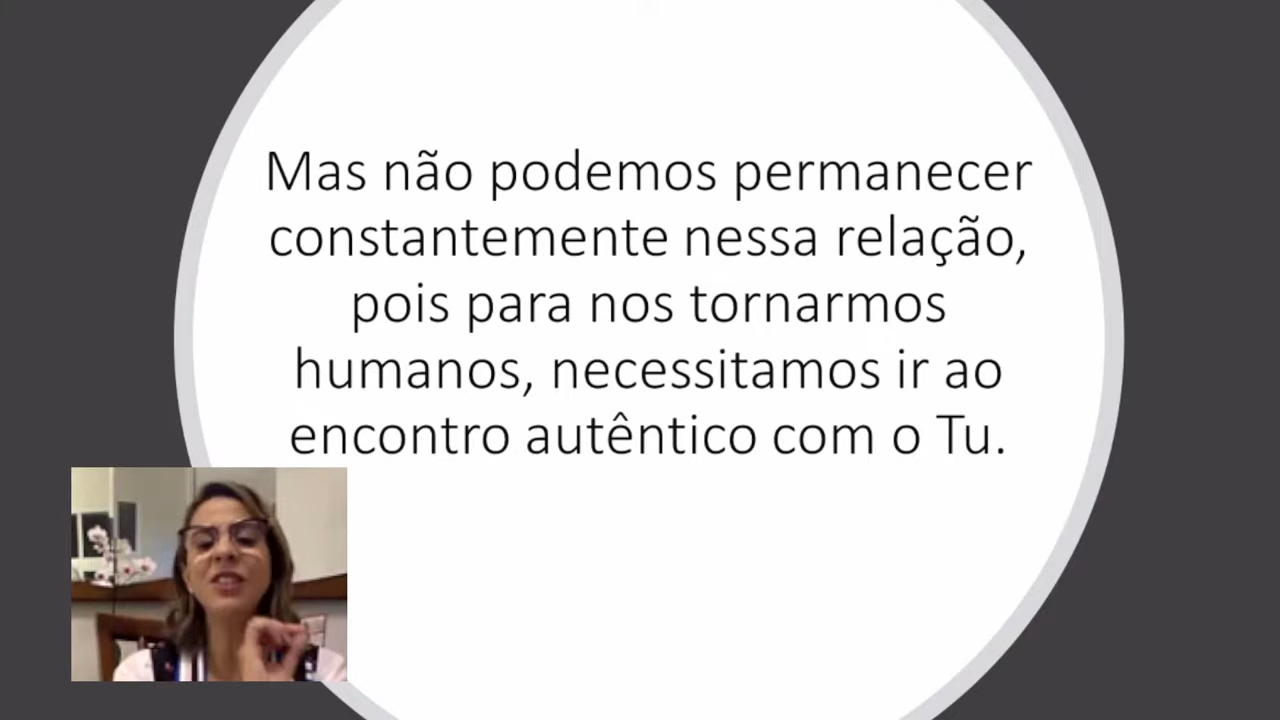 Mas não podemos permanecer
constantemente nessa relação,
pois para nos tornarmos
humanos, necessitamos ir ao
encontro autêntico com o Tu.